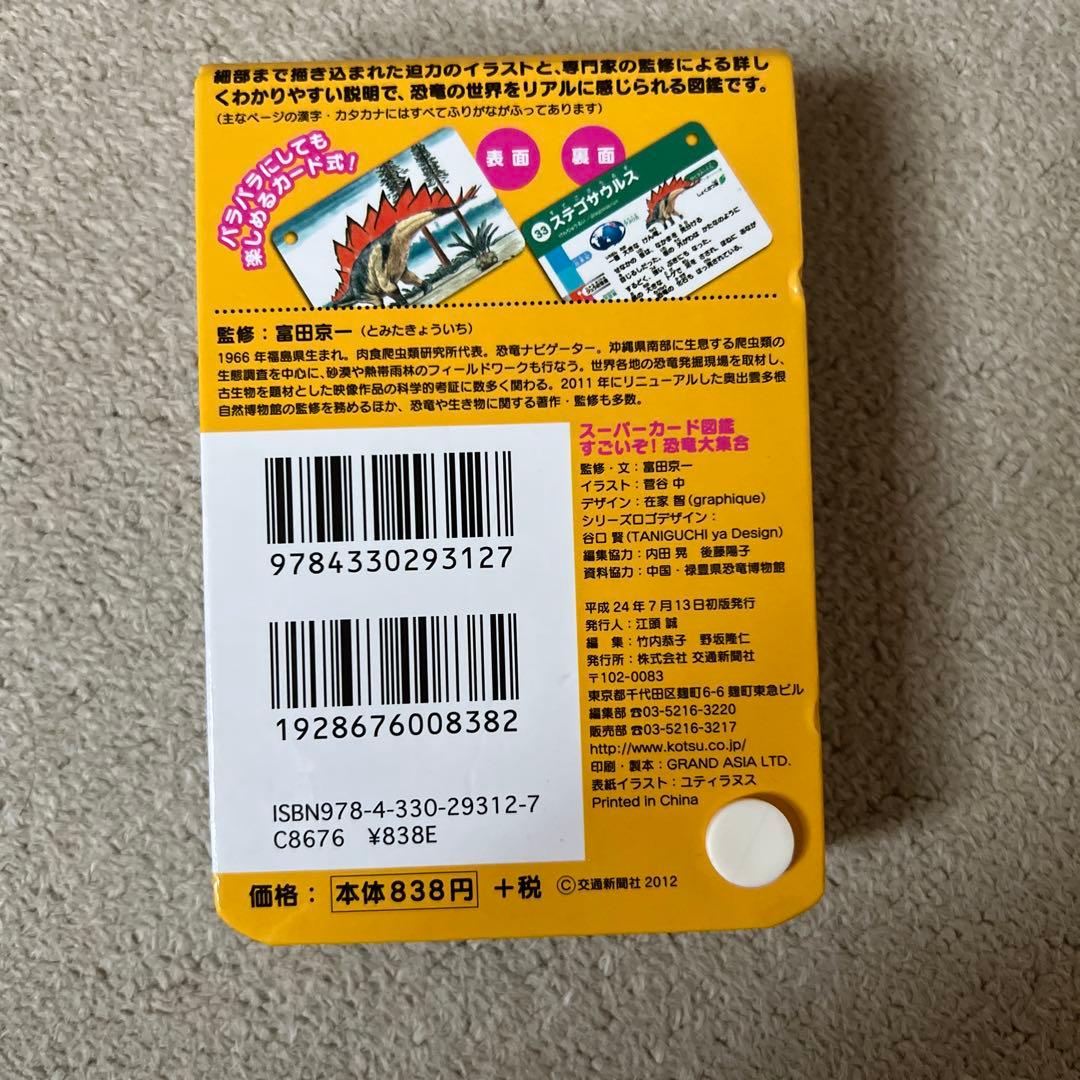 細部まで描き込まれた迫力のイラストと、専門家の監修による詳し
くわかりやすい説明で、恐竜の世界をリアルに感じられる図鑑です。
(主なページの漢字・カタカナにはすべてふりがながふってあります)
バラバラにしても
楽しめるカード式!
表面
裏面
33 ステゴサウルス
監修:富田京一 (とみたきょういち)
1966年福島県生まれ。肉食爬虫類研究所代表。恐竜ナビゲーター。沖縄県南部に生息する爬虫類の
生態調査を中心に、砂漠や熱帯雨林のフィールドワークも行なう。世界各地の恐竜発掘現場を取材し、
古生物を題材とした映像作品の科学的考証に数多く関わる。2011年にリニューアルした奥出雲多根
自然博物館の監修を務めるほか、恐竜や生き物に関する著作・監修も多数。
スーパーカード図鑑
すごいぞ!恐竜大集合
監修・文:富田京一
イラスト:菅谷 中
デザイン:在家 智(graphique)
シリーズロゴデザイン:
谷口 賢(TANIGUCHI ya Design)
編集協力:内田 晃 後藤陽子
資料協力:中国・禄豊県恐竜博物館
平成24年7月13日初版発行
発行人:江頭 誠
編 集:竹内恭子 野坂隆仁
発行所:株式会社 交通新聞社
〒102-0083
東京都千代田区麹町6-6 麹町東急ビル
編集部 ☎03-5216-3220
販売部 ☎03-5216-3217
http://www.kotsu.co.jp/
印刷・製本:GRAND ASIA LTD.
表紙イラスト:ユティラヌス
Printed in China
9784330293127
1928676008382
ISBN978-4-330-29312-7
C8676 ¥838E
価格: 本体838円 +税 ©交通新聞社 2012